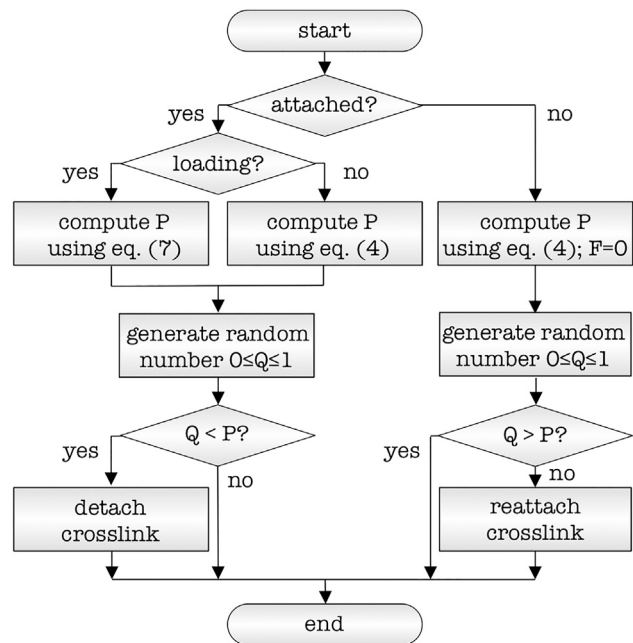 start
attached?
yes
no
loading?
yes
no
compute P
using eq. (7)
compute P
using eq. (4)
compute P
using eq. (4); F=0
generate random
number 0≤Q≤1
generate random
number 0≤Q≤1
Q < P?
Q > P?
yes
no
yes
no
detach
crosslink
reattach
crosslink
end